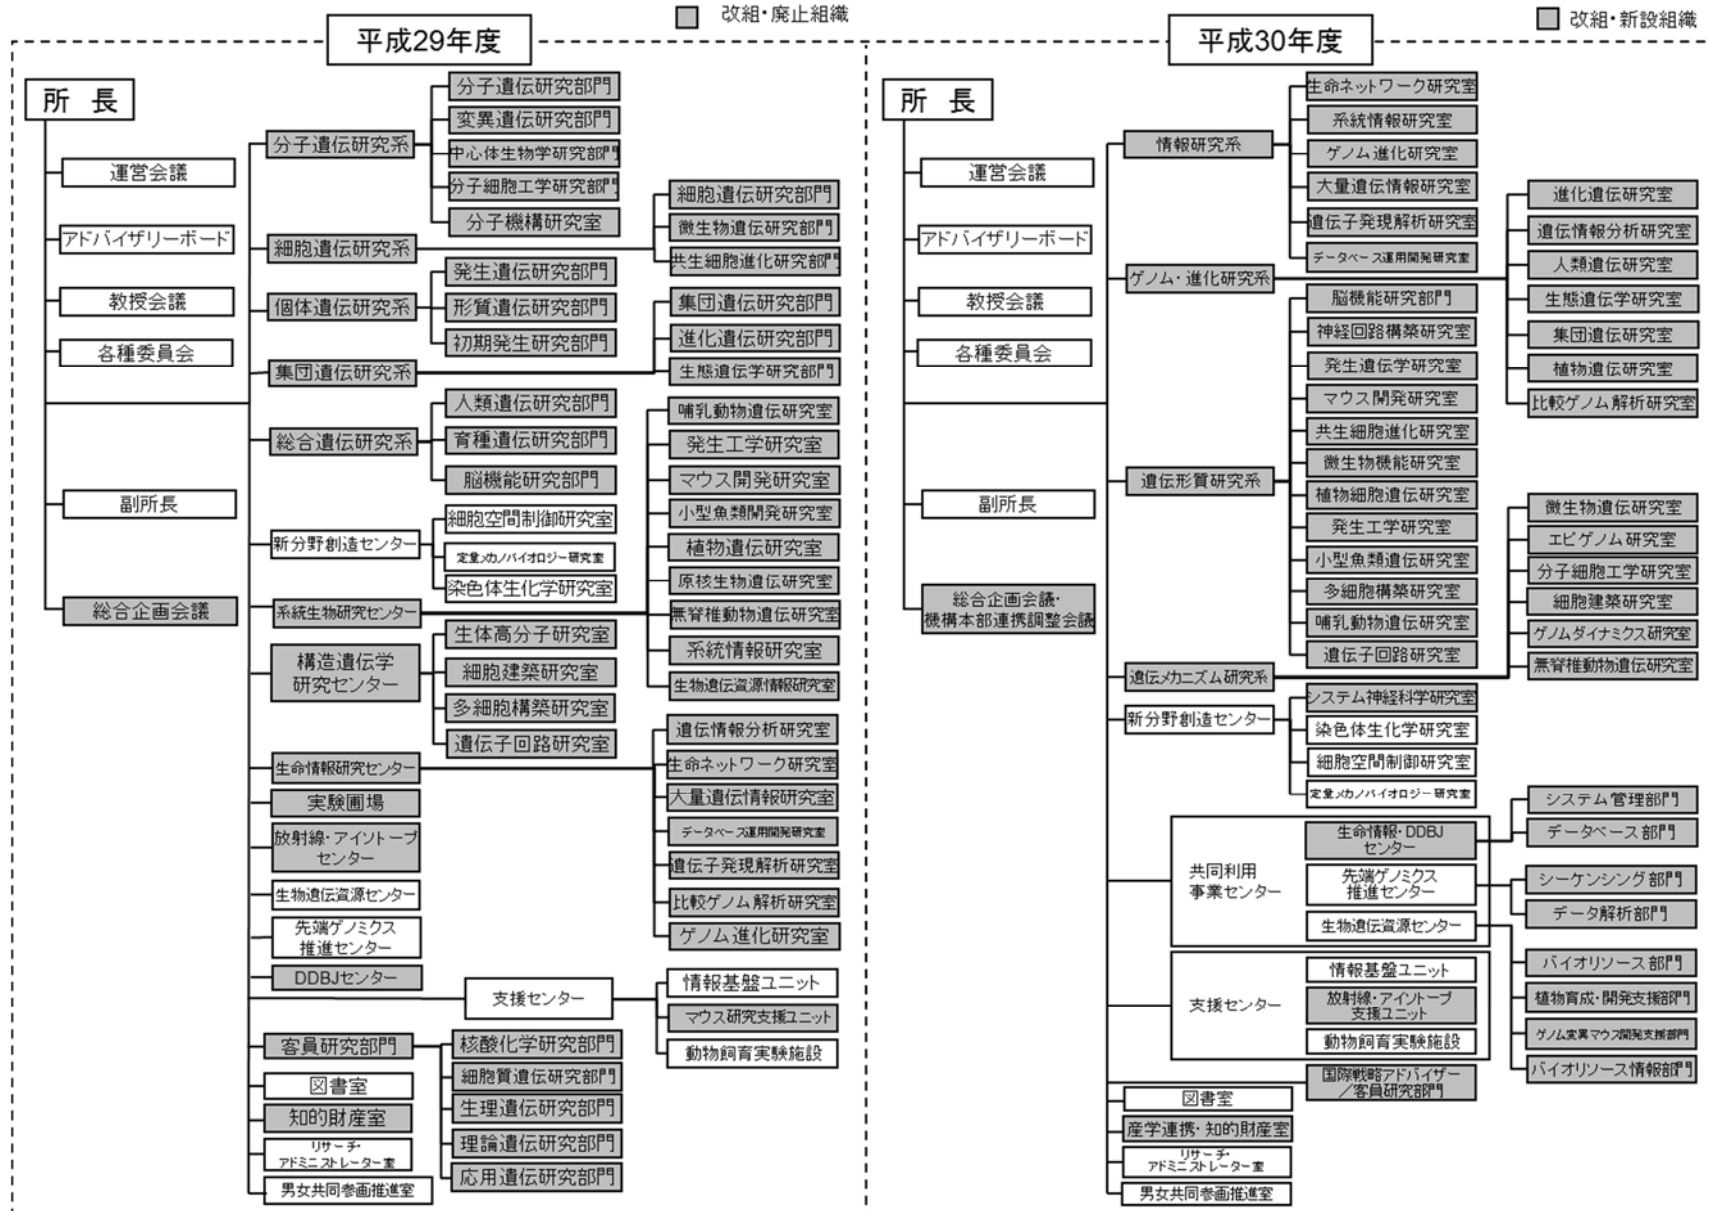 改組・廃止組織
平成29年度
所 長
運営会議
アドバイザリーボード
教授会議
各種委員会
副所長
総合企画会議
分子遺伝研究系
分子遺伝研究部門
変異遺伝研究部門
中心体生物学研究部門
分子細胞工学研究部門
分子機構研究室
細胞遺伝研究系
細胞遺伝研究部門
微生物遺伝研究部門
共生細胞進化研究部門
個体遺伝研究系
発生遺伝研究部門
形質遺伝研究部門
初期発生研究部門
集団遺伝研究系
集団遺伝研究部門
進化遺伝研究部門
生態遺伝学研究部門
総合遺伝研究系
人類遺伝研究部門
育種遺伝研究部門
脳機能研究部門
新分野創造センター
細胞空間制御研究室
定量メカノバイオロジー研究室
染色体生化学研究室
系統生物研究センター
哺乳動物遺伝研究室
発生工学研究室
マウス開発研究室
小型魚類開発研究室
植物遺伝研究室
原核生物遺伝研究室
無脊椎動物遺伝研究室
系統情報研究室
生物遺伝資源情報研究室
構造遺伝学
研究センター
生体高分子研究室
細胞建築研究室
多細胞構築研究室
遺伝子回路研究室
生命情報研究センター
遺伝情報分析研究室
生命ネットワーク研究室
大量遺伝情報研究室
データベース運用開発研究室
遺伝子発現解析研究室
比較ゲノム解析研究室
ゲノム進化研究室
実験圃場
放射線・アイソトープ
センター
生物遺伝資源センター
先端ゲノミクス
推進センター
DDBJセンター
支援センター
情報基盤ユニット
マウス研究支援ユニット
動物飼育実験施設
客員研究部門
核酸化学研究部門
細胞質遺伝研究部門
生理遺伝研究部門
理論遺伝研究部門
応用遺伝研究部門
図書室
知的財産室
リサーチ・
アドミニストレーター室
男女共同参画推進室
改組・新設組織
平成30年度
所 長
運営会議
アドバイザリーボード
教授会議
各種委員会
副所長
総合企画会議・
機構本部連携調整会議
情報研究系
生命ネットワーク研究室
系統情報研究室
ゲノム進化研究室
大量遺伝情報研究室
遺伝子発現解析研究室
データベース運用開発研究室
ゲノム・進化研究系
進化遺伝研究室
遺伝情報分析研究室
人類遺伝研究室
生態遺伝学研究室
集団遺伝研究室
植物遺伝研究室
比較ゲノム解析研究室
遺伝形質研究系
脳機能研究部門
神経回路構築研究室
発生遺伝学研究室
マウス開発研究室
共生細胞進化研究室
微生物機能研究室
植物細胞遺伝研究室
発生工学研究室
小型魚類遺伝研究室
多細胞構築研究室
哺乳動物遺伝研究室
遺伝子回路研究室
遺伝メカニズム研究系
微生物遺伝研究室
エピゲノム研究室
分子細胞工学研究室
細胞建築研究室
ゲノムダイナミクス研究室
無脊椎動物遺伝研究室
新分野創造センター
システム神経科学研究室
染色体生化学研究室
細胞空間制御研究室
定量メカノバイオロジー研究室
共同利用
事業センター
生命情報・DDBJ
センター
システム管理部門
データベース部門
先端ゲノミクス
推進センター
シーケンシング部門
データ解析部門
生物遺伝資源センター
バイオリソース部門
植物育成・開発支援部門
ゲノム変異マウス開発支援部門
バイオリソース情報部門
支援センター
情報基盤ユニット
放射線・アイソトープ
支援ユニット
動物飼育実験施設
国際戦略アドバイザー
/客員研究部門
図書室
産学連携・知的財産室
リサーチ・
アドミニストレーター室
男女共同参画推進室